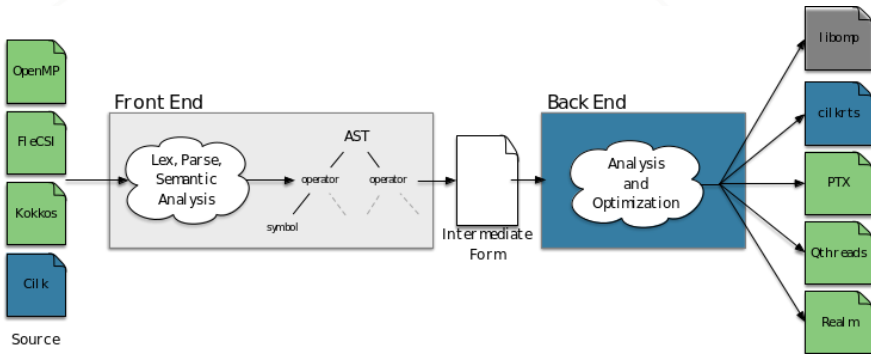 OpenMP
FleCSI
Kokkos
Cilk
Source
Front End
Lex, Parse,
Semantic
Analysis
AST
operator operator
symbol
Intermediate
Form
Back End
Analysis
and
Optimization
libomp
cilkrts
PTX
Qthreads
Realm